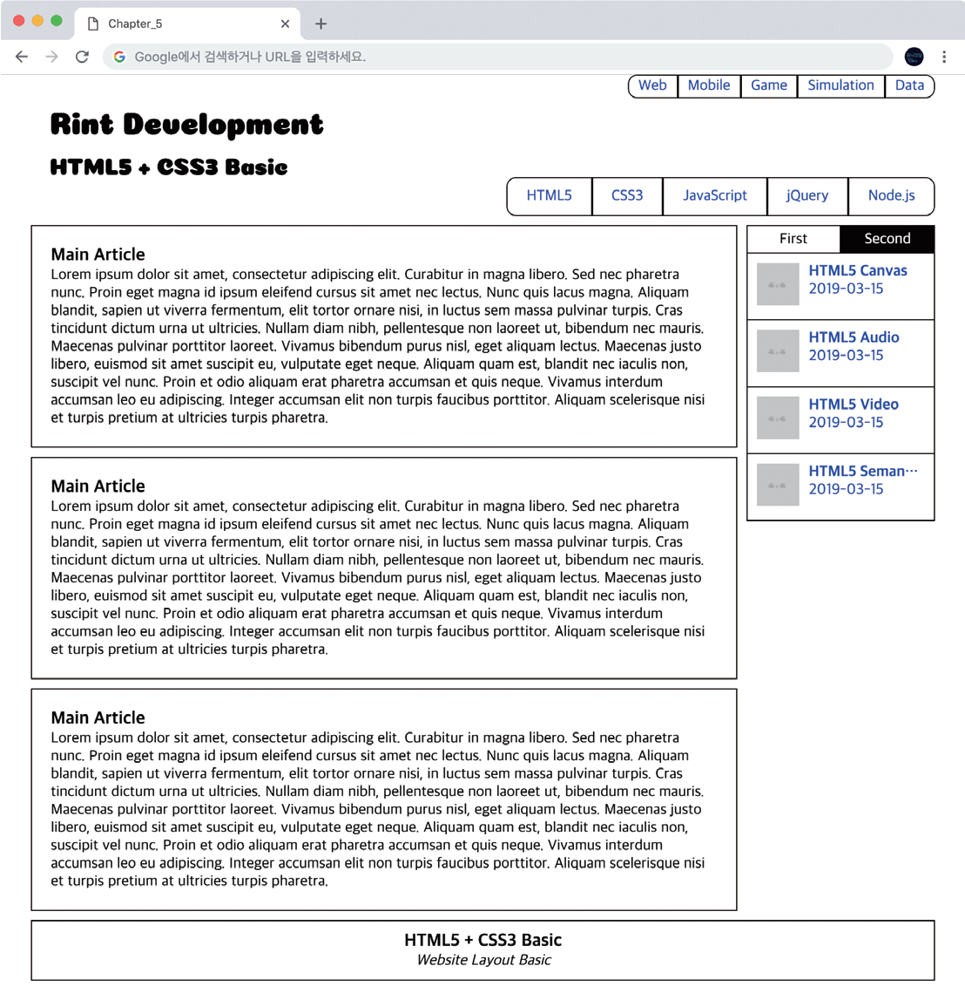 Chapter_5
Google에서 검색하거나 URL을 입력하세요.
Web Mobile Game Simulation Data
Rint Development
HTML5 + CSS3 Basic
HTML5 CSS3 JavaScript jQuery Node.js
Main Article
Lorem ipsum dolor sit amet, consectetur adipiscing elit. Curabitur in magna libero. Sed nec pharetra
nunc. Proin eget magna id ipsum eleifend cursus sit amet nec lectus. Nunc quis lacus magna. Aliquam
blandit, sapien ut viverra fermentum, elit tortor ornare nisi, in luctus sem massa pulvinar turpis. Cras
tincidunt dictum urna ut ultricies. Nullam diam nibh, pellentesque non laoreet ut, bibendum nec mauris.
Maecenas pulvinar porttitor laoreet. Vivamus bibendum purus nisl, eget aliquam lectus. Maecenas justo
libero, euismod sit amet suscipit eu, vulputate eget neque. Aliquam quam est, blandit nec iaculis non,
suscipit vel nunc. Proin et odio aliquam erat pharetra accumsan et quis neque. Vivamus interdum
accumsan leo eu adipiscing. Integer accumsan elit non turpis faucibus porttitor. Aliquam scelerisque nisi
et turpis pretium at ultricies turpis pharetra.
Main Article
Lorem ipsum dolor sit amet, consectetur adipiscing elit. Curabitur in magna libero. Sed nec pharetra
nunc. Proin eget magna id ipsum eleifend cursus sit amet nec lectus. Nunc quis lacus magna. Aliquam
blandit, sapien ut viverra fermentum, elit tortor ornare nisi, in luctus sem massa pulvinar turpis. Cras
tincidunt dictum urna ut ultricies. Nullam diam nibh, pellentesque non laoreet ut, bibendum nec mauris.
Maecenas pulvinar porttitor laoreet. Vivamus bibendum purus nisl, eget aliquam lectus. Maecenas justo
libero, euismod sit amet suscipit eu, vulputate eget neque. Aliquam quam est, blandit nec iaculis non,
suscipit vel nunc. Proin et odio aliquam erat pharetra accumsan et quis neque. Vivamus interdum
accumsan leo eu adipiscing. Integer accumsan elit non turpis faucibus porttitor. Aliquam scelerisque nisi
et turpis pretium at ultricies turpis pharetra.
Main Article
Lorem ipsum dolor sit amet, consectetur adipiscing elit. Curabitur in magna libero. Sed nec pharetra
nunc. Proin eget magna id ipsum eleifend cursus sit amet nec lectus. Nunc quis lacus magna. Aliquam
blandit, sapien ut viverra fermentum, elit tortor ornare nisi, in luctus sem massa pulvinar turpis. Cras
tincidunt dictum urna ut ultricies. Nullam diam nibh, pellentesque non laoreet ut, bibendum nec mauris.
Maecenas pulvinar porttitor laoreet. Vivamus bibendum purus nisl, eget aliquam lectus. Maecenas justo
libero, euismod sit amet suscipit eu, vulputate eget neque. Aliquam quam est, blandit nec iaculis non,
suscipit vel nunc. Proin et odio aliquam erat pharetra accumsan et quis neque. Vivamus interdum
accumsan leo eu adipiscing. Integer accumsan elit non turpis faucibus porttitor. Aliquam scelerisque nisi
et turpis pretium at ultricies turpis pharetra.
First Second
HTML5 Canvas
2019-03-15
HTML5 Audio
2019-03-15
HTML5 Video
2019-03-15
HTML5 Seman…
2019-03-15
HTML5 + CSS3 Basic
Website Layout Basic